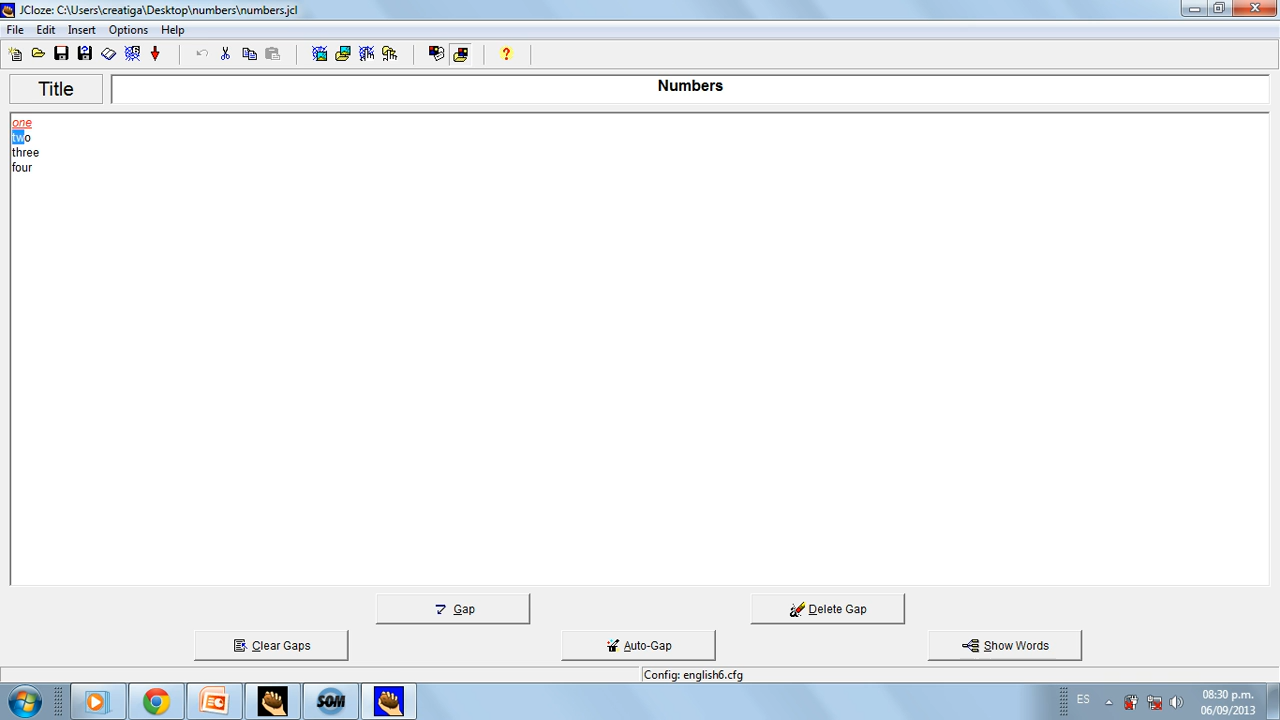 JCloze: C:\Users\creatiga\Desktop\numbers\numbers.jcl
File Edit Insert Options Help
Title
Numbers
one
two
three
four
Gap
Delete Gap
Clear Gaps
Auto-Gap
Show Words
Config: english6.cfg
SOM
ES
08:30 p.m.
06/09/2013